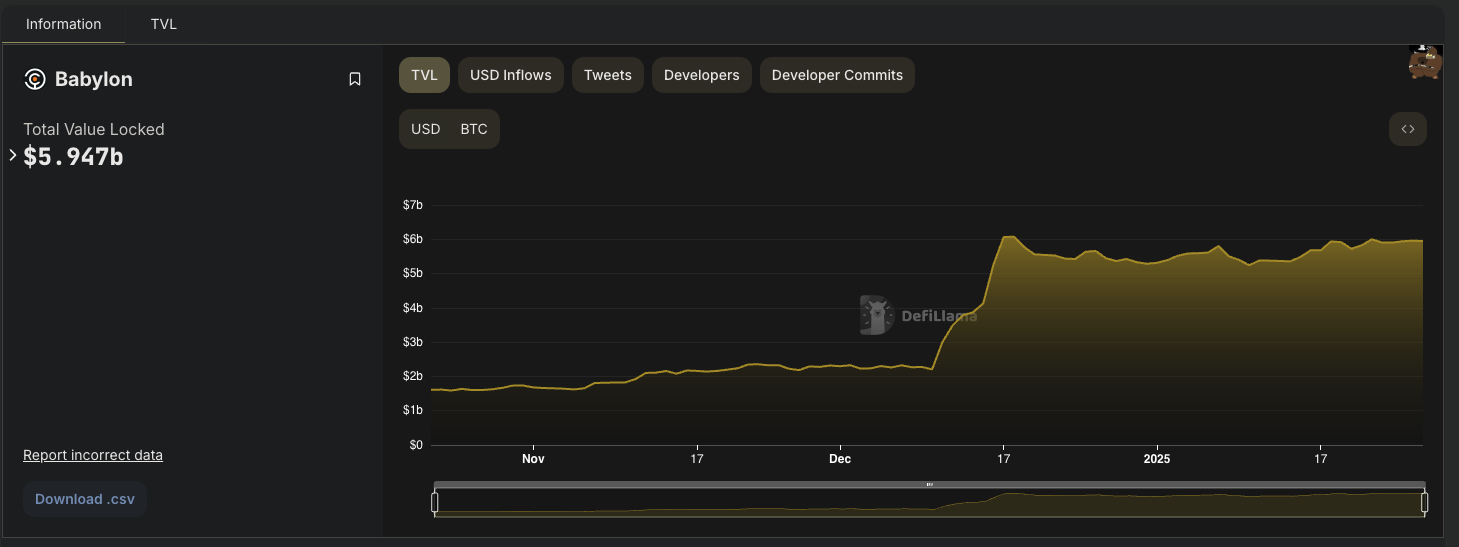 Information TVL
Babylon
Total Value Locked
$5.947b
Report incorrect data
Download .csv
TVL USD Inflows Tweets Developers Developer Commits
USD BTC
$7b
$6b
$5b
$4b
$3b
$2b
$1b
$0
DefiLlama
Nov 17 Dec 17 2025 17